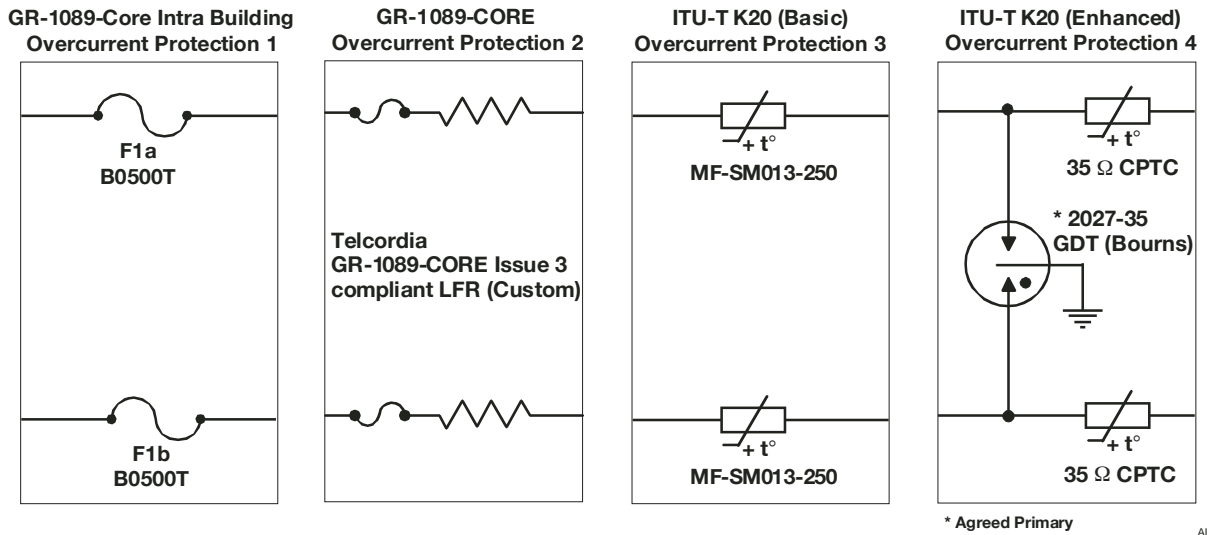 GR-1089-Core Intra Building
Overcurrent Protection 1
F1a
B0500T
F1b
B0500T
GR-1089-CORE
Overcurrent Protection 2
Telcordia
GR-1089-CORE Issue 3
compliant LFR (Custom)
ITU-T K20 (Basic)
Overcurrent Protection 3
+ t°
MF-SM013-250
+ t°
MF-SM013-250
ITU-T K20 (Enhanced)
Overcurrent Protection 4
+ t°
35 Ω CPTC
* 2027-35
GDT (Bourns)
+ t°
35 Ω CPTC
* Agreed Primary